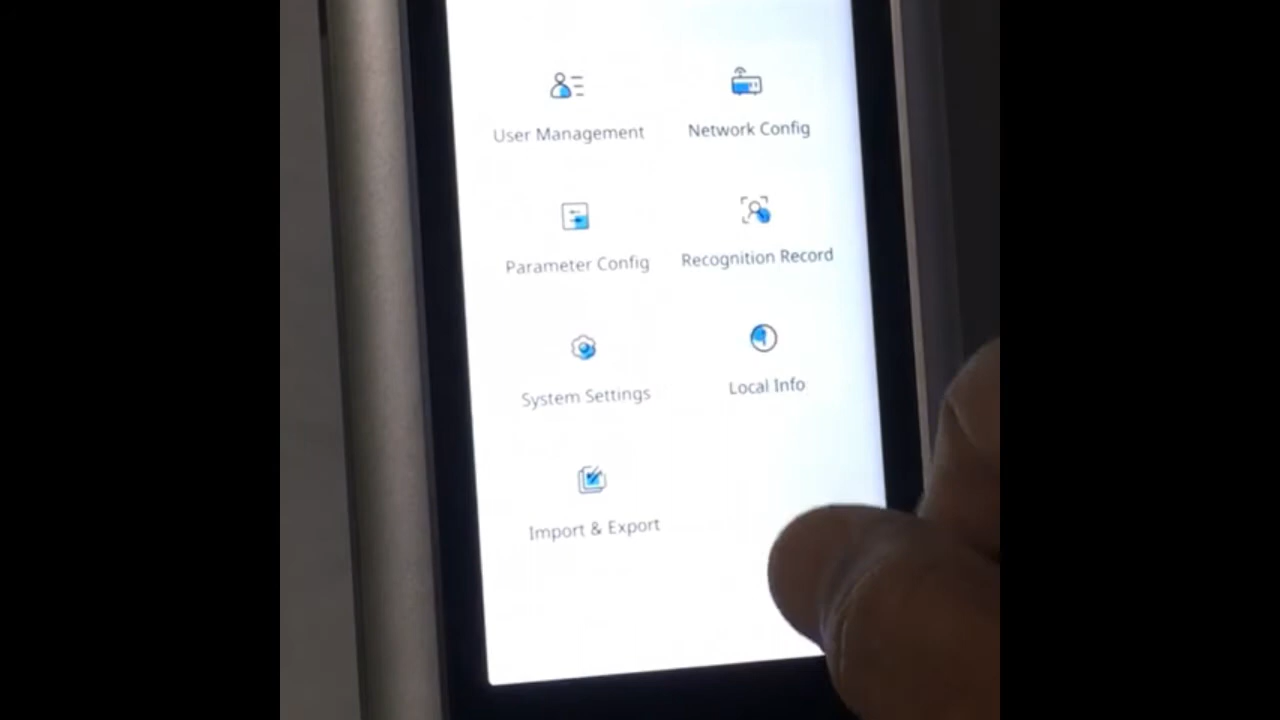 User Management
Network Config
Parameter Config
Recognition Record
System Settings
Local Info
Import & Export